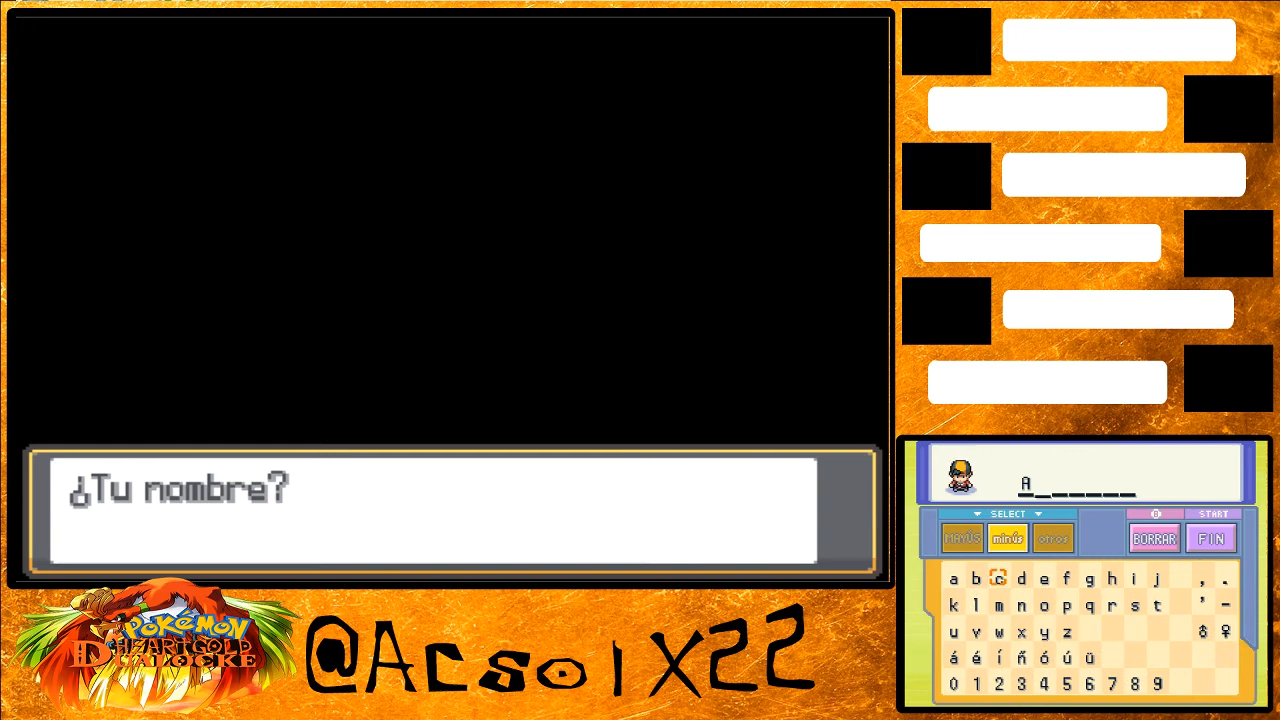 ¿Tu nombre?
A
SELECT
B
START
MAYÚS minús otros
BORRAR FIN
a b c d e f g h i j , .
k l m n o p q r s t ' -
u v w x y z ♂ ♀
á é í ñ ó ú ü
0 1 2 3 4 5 6 7 8 9
POKéMON
HEARTGOLD
DUALOCKE
@Acso1X22